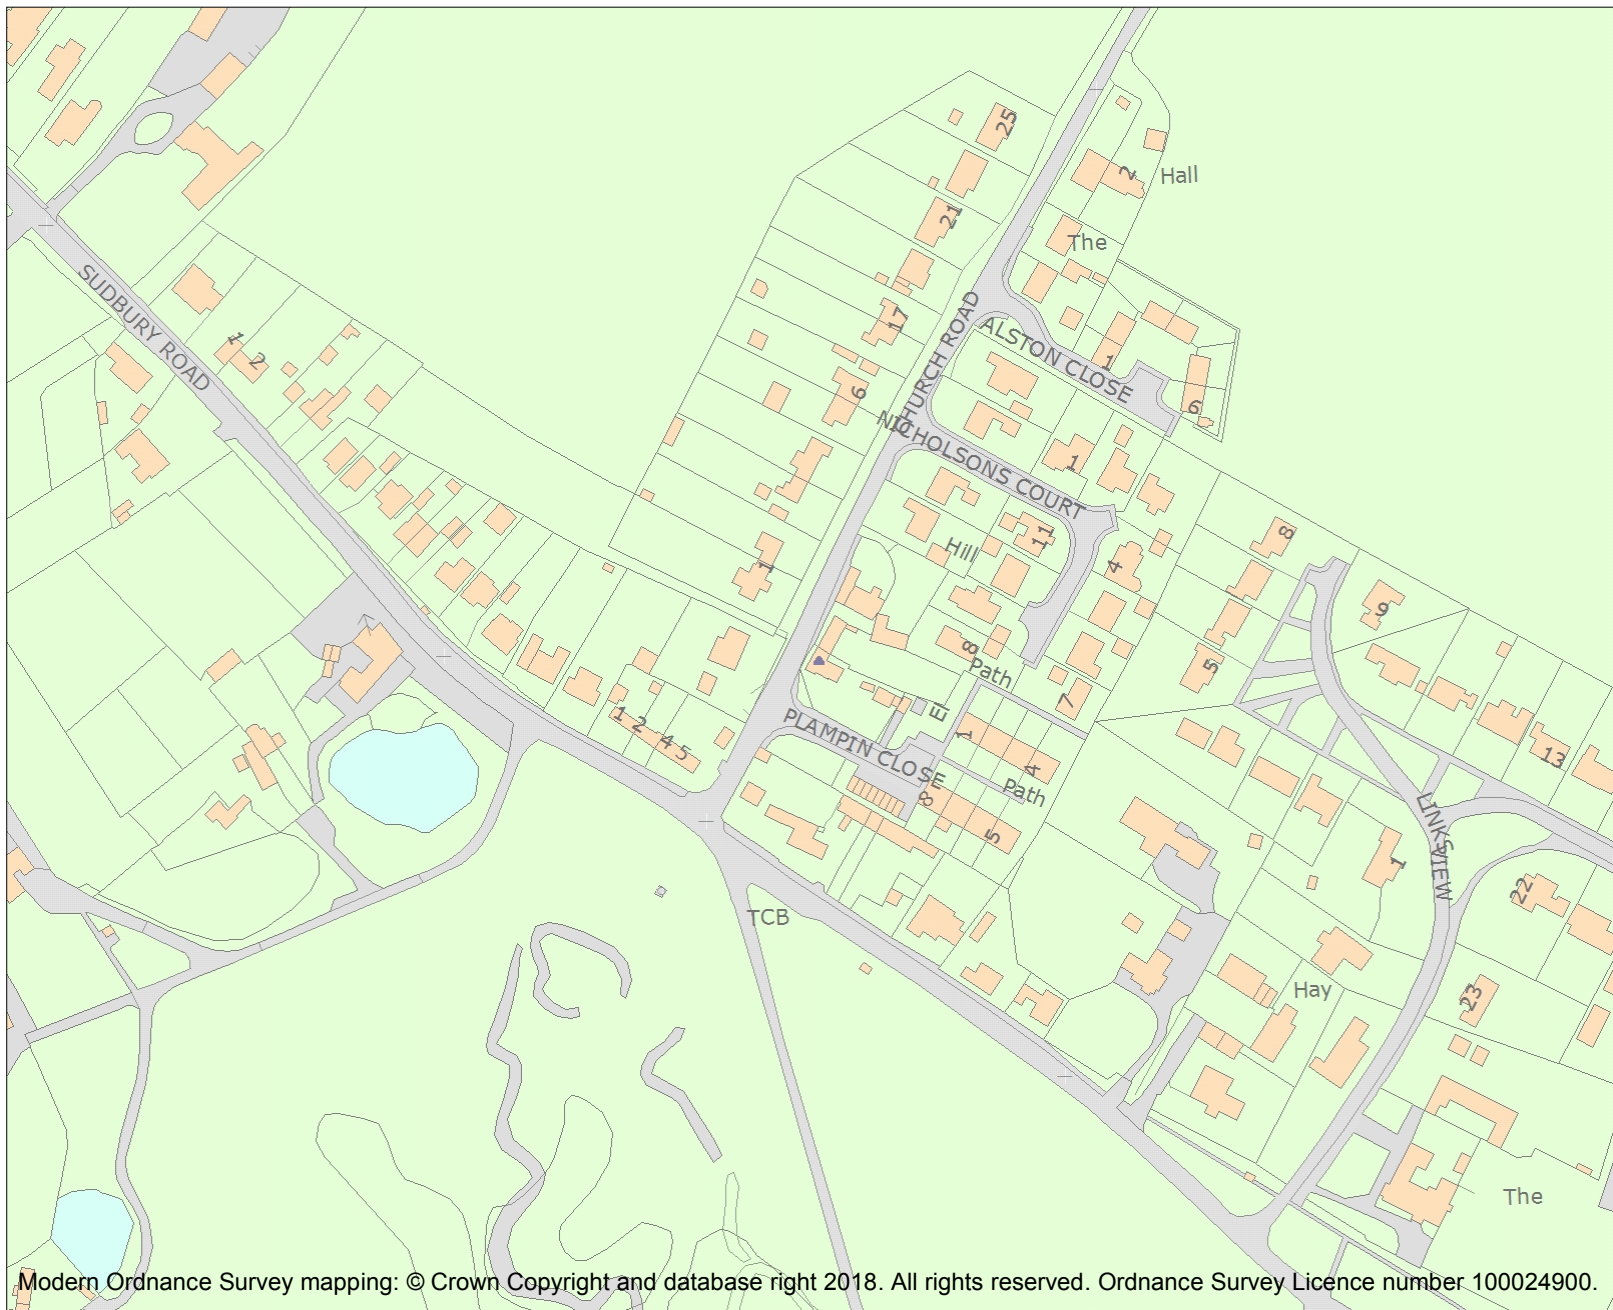 25
2
Hall
21
The
17
SUDBURY ROAD
CHURCH ROAD
ALSTON CLOSE
1
1 2
6
6
NICHOLSONS COURT
1
8
11
Hill
4
1
9
8
5
Path
7
El
1 2 4 5
PLAMPIN CLOSE
1
4
Path
8
5
13
LINKSVIEW
1
22
TCB
Hay
23
The
Modern Ordnance Survey mapping: © Crown Copyright and database right 2018. All rights reserved. Ordnance Survey Licence number 100024900.